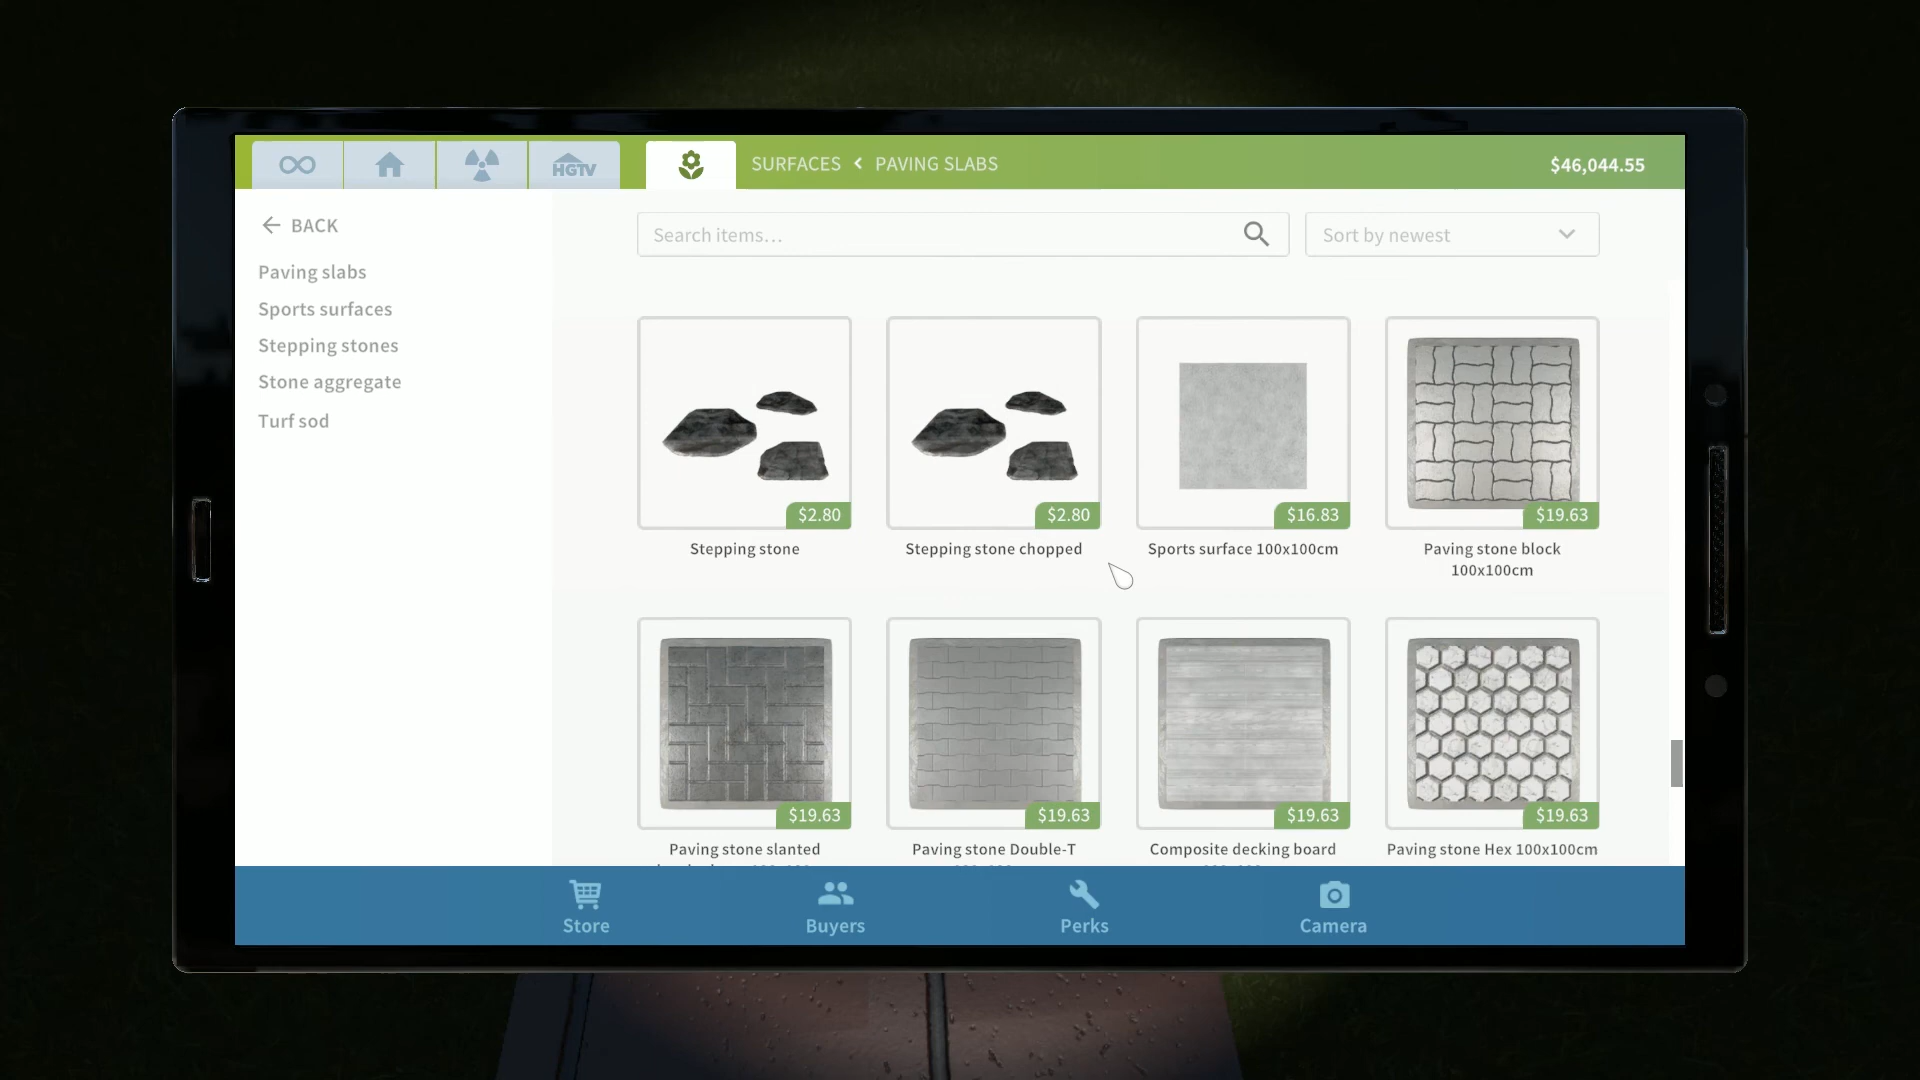 HGTV
SURFACES < PAVING SLABS
$46,044.55
BACK
Search items...
Sort by newest
Paving slabs
Sports surfaces
Stepping stones
Stone aggregate
Turf sod
$2.80
$2.80
$16.83
$19.63
Stepping stone
Stepping stone chopped
Sports surface 100x100cm
Paving stone block
100x100cm
$19.63
$19.63
$19.63
$19.63
Paving stone slanted
Paving stone Double-T
Composite decking board
Paving stone Hex 100x100cm
Store
Buyers
Perks
Camera